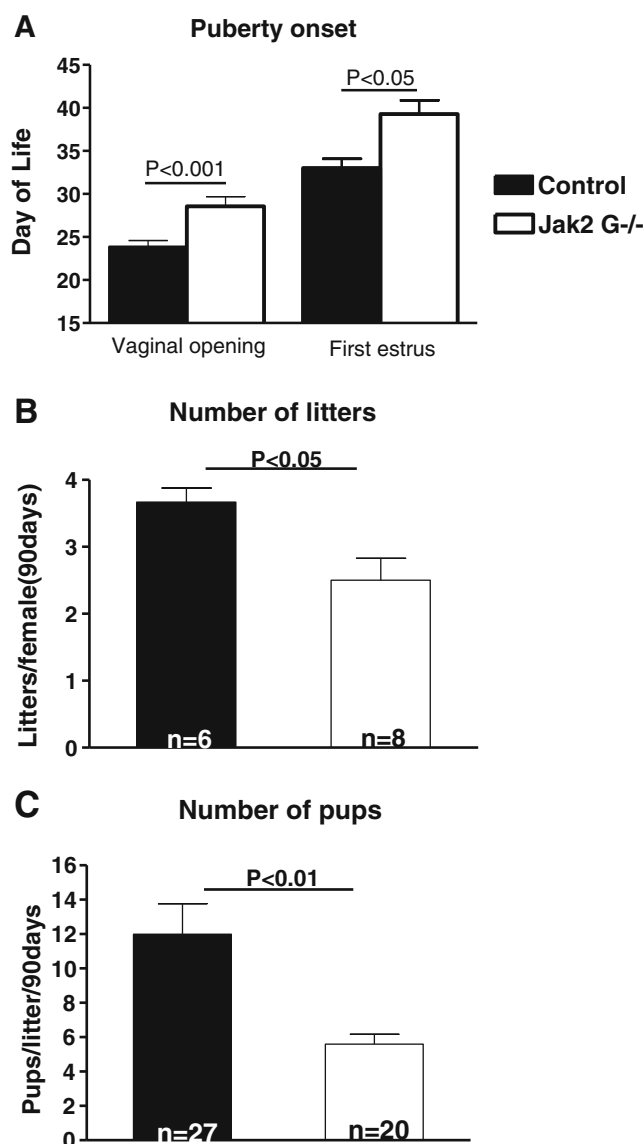 A
Puberty onset
Day of Life
45
40
35
30
25
20
15
P<0.001
P<0.05
Vaginal opening
First estrus
Control
Jak2 G-/-
B
Number of litters
Litters/female(90days)
4
3
2
1
0
P<0.05
n=6
n=8
C
Number of pups
Pups/litter/90days
16
14
12
10
8
6
4
2
0
P<0.01
n=27
n=20